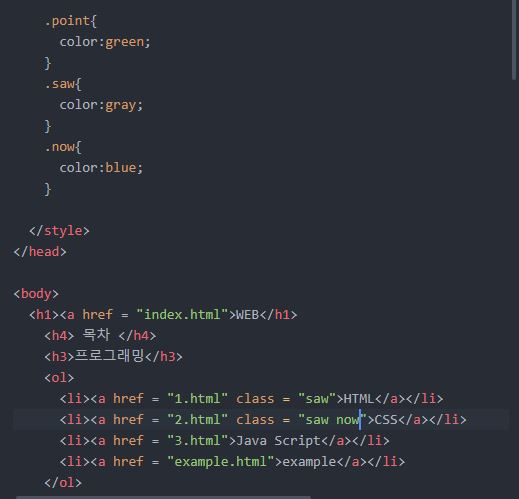 .point{
color:green;
}
.saw{
color:gray;
}
.now{
color:blue;
}
</style>
</head>
<body>
<h1><a href = "index.html">WEB</h1>
<h4> 목차 </h4>
<h3>프로그래밍</h3>
<ol>
<li><a href = "1.html" class = "saw">HTML</a></li>
<li><a href = "2.html" class = "saw now">CSS</a></li>
<li><a href = "3.html">Java Script</a></li>
<li><a href = "example.html">example</a></li>
</ol>